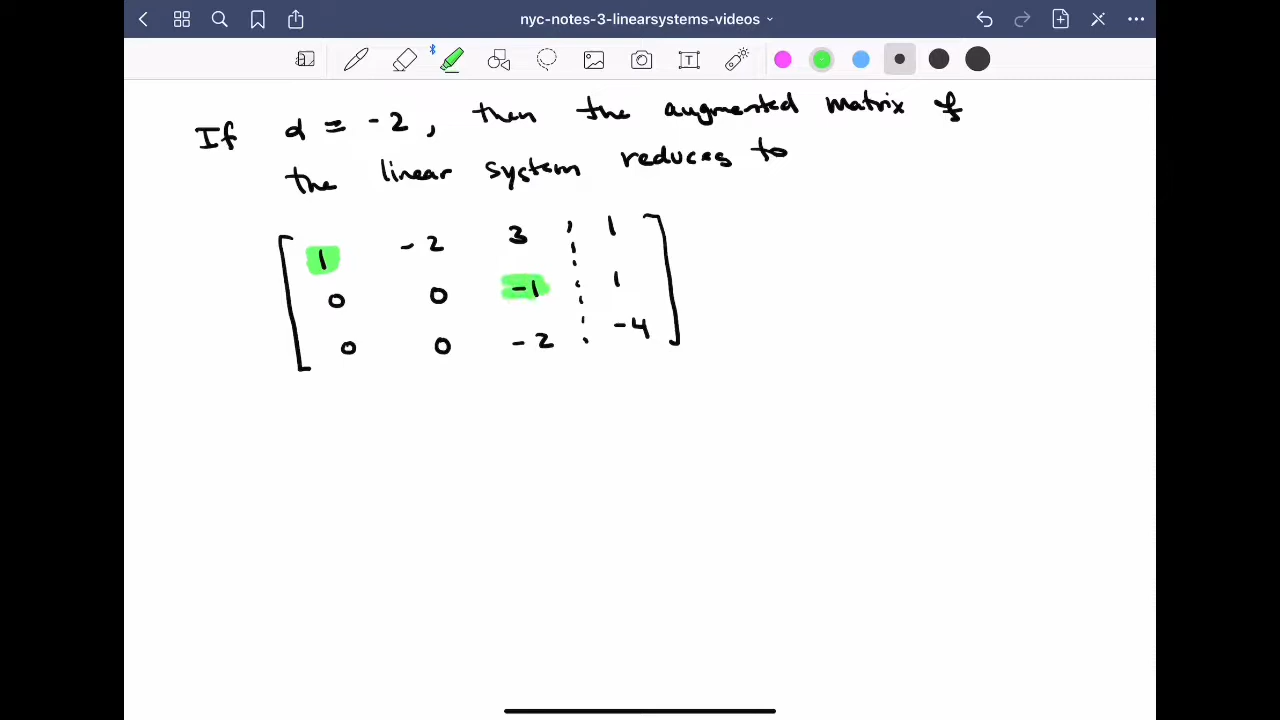 nyc-notes-3-linearsystems-videos
If α = -2, then the augmented matrix of
the linear system reduces to
1 -2 3 1
0 0 -1 1
0 0 -2 -4